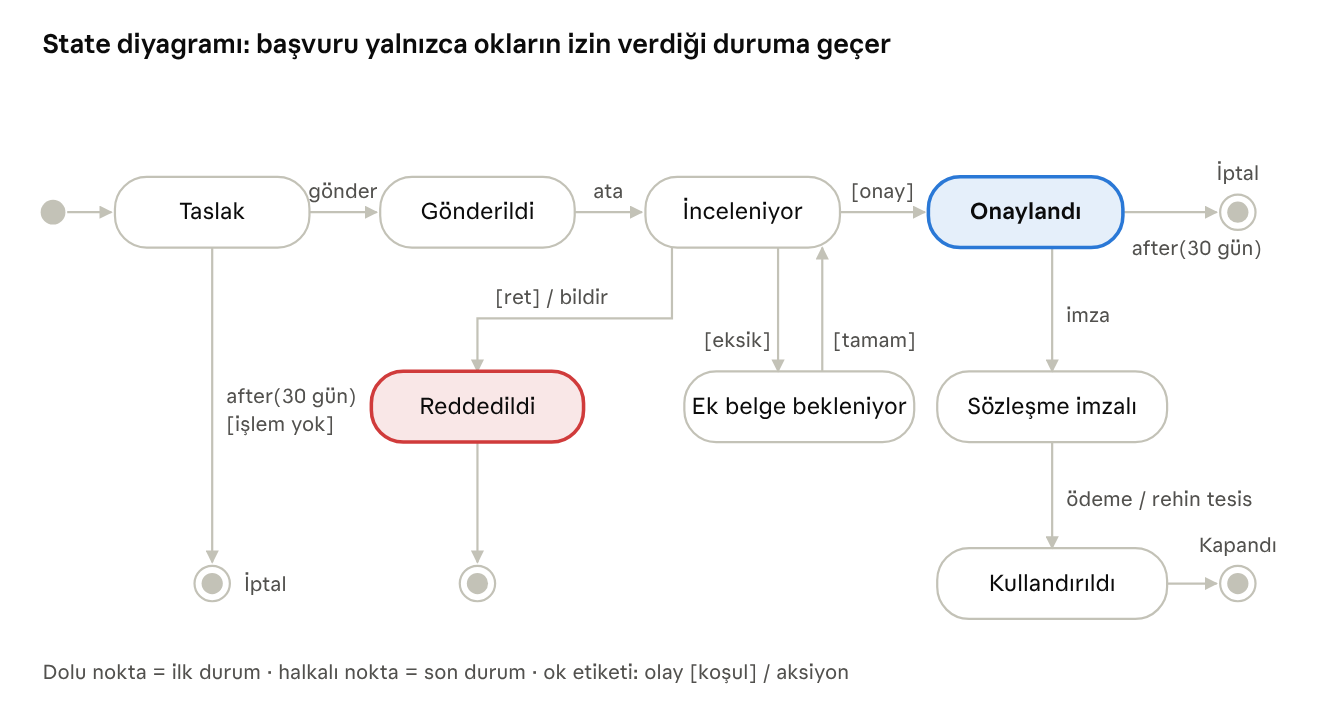 State diyagramı: başvuru yalnızca okların izin verdiği duruma geçer
İptal
Taslak
gönder
Gönderildi
ata
İnceleniyor
[onay]
Onaylandı
after(30 gün)
[ret] / bildir
imza
[eksik]
[tamam]
after(30 gün)
[işlem yok]
Reddedildi
Ek belge bekleniyor
Sözleşme imzalı
ödeme / rehin tesis
Kapandı
İptal
Kullandırıldı
Dolu nokta = ilk durum · halkalı nokta = son durum · ok etiketi: olay [koşul] / aksiyon